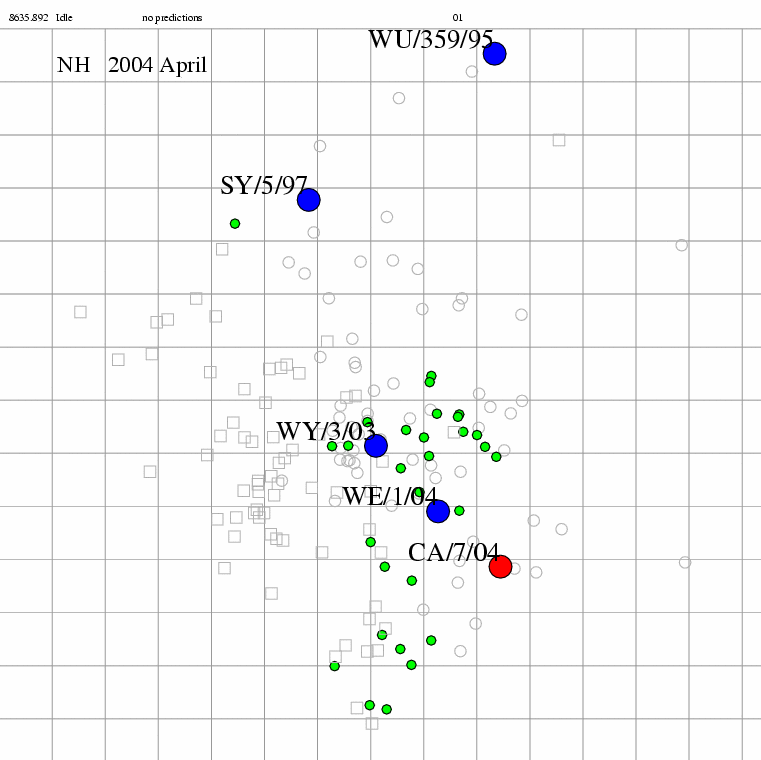 8635.892 Idle no predictions 01
WU/359/95
NH 2004 April
SY/5/97
WY/3/03
WE/1/04
CA/7/04